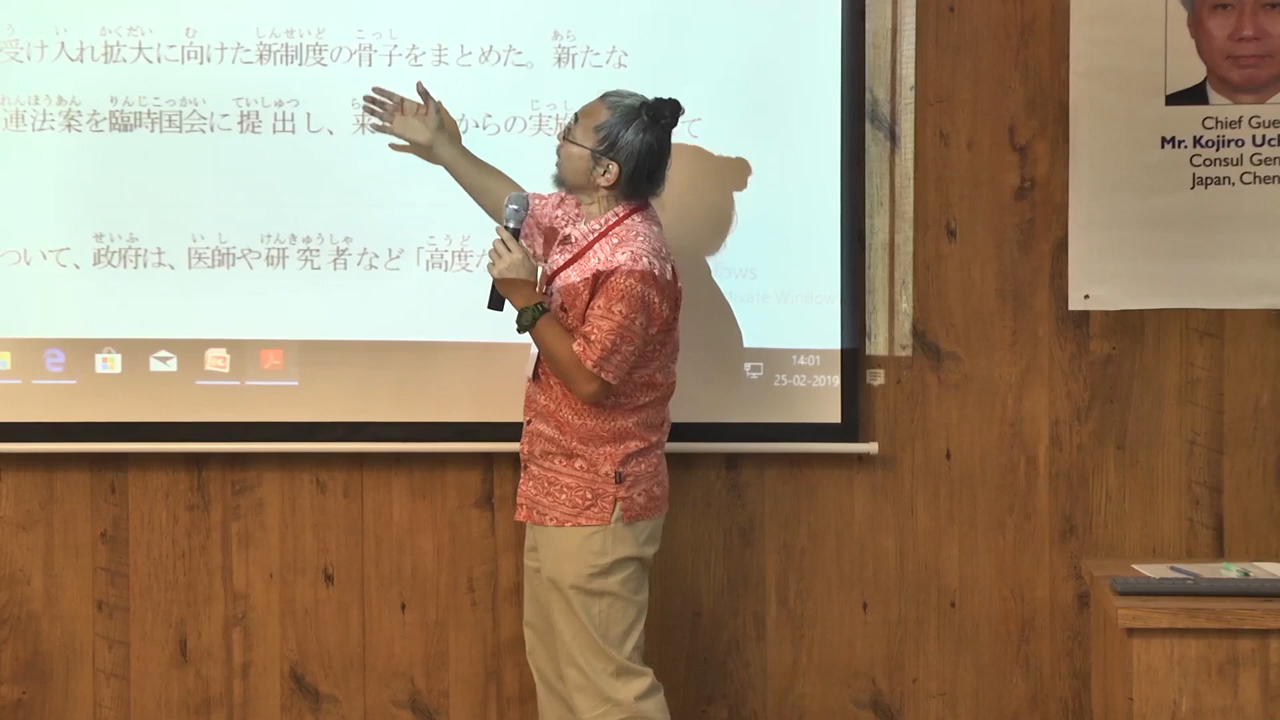 受け入れ拡大に向けた新制度の骨子をまとめた。新たな
連法案を臨時国会に提出し、来 からの実施 て
ついて、政府は、医師や研究者など「高度な
14:01
25-02-2019
Chief Gue
Mr. Kojiro Uc
Consul Gen
Japan, Chen